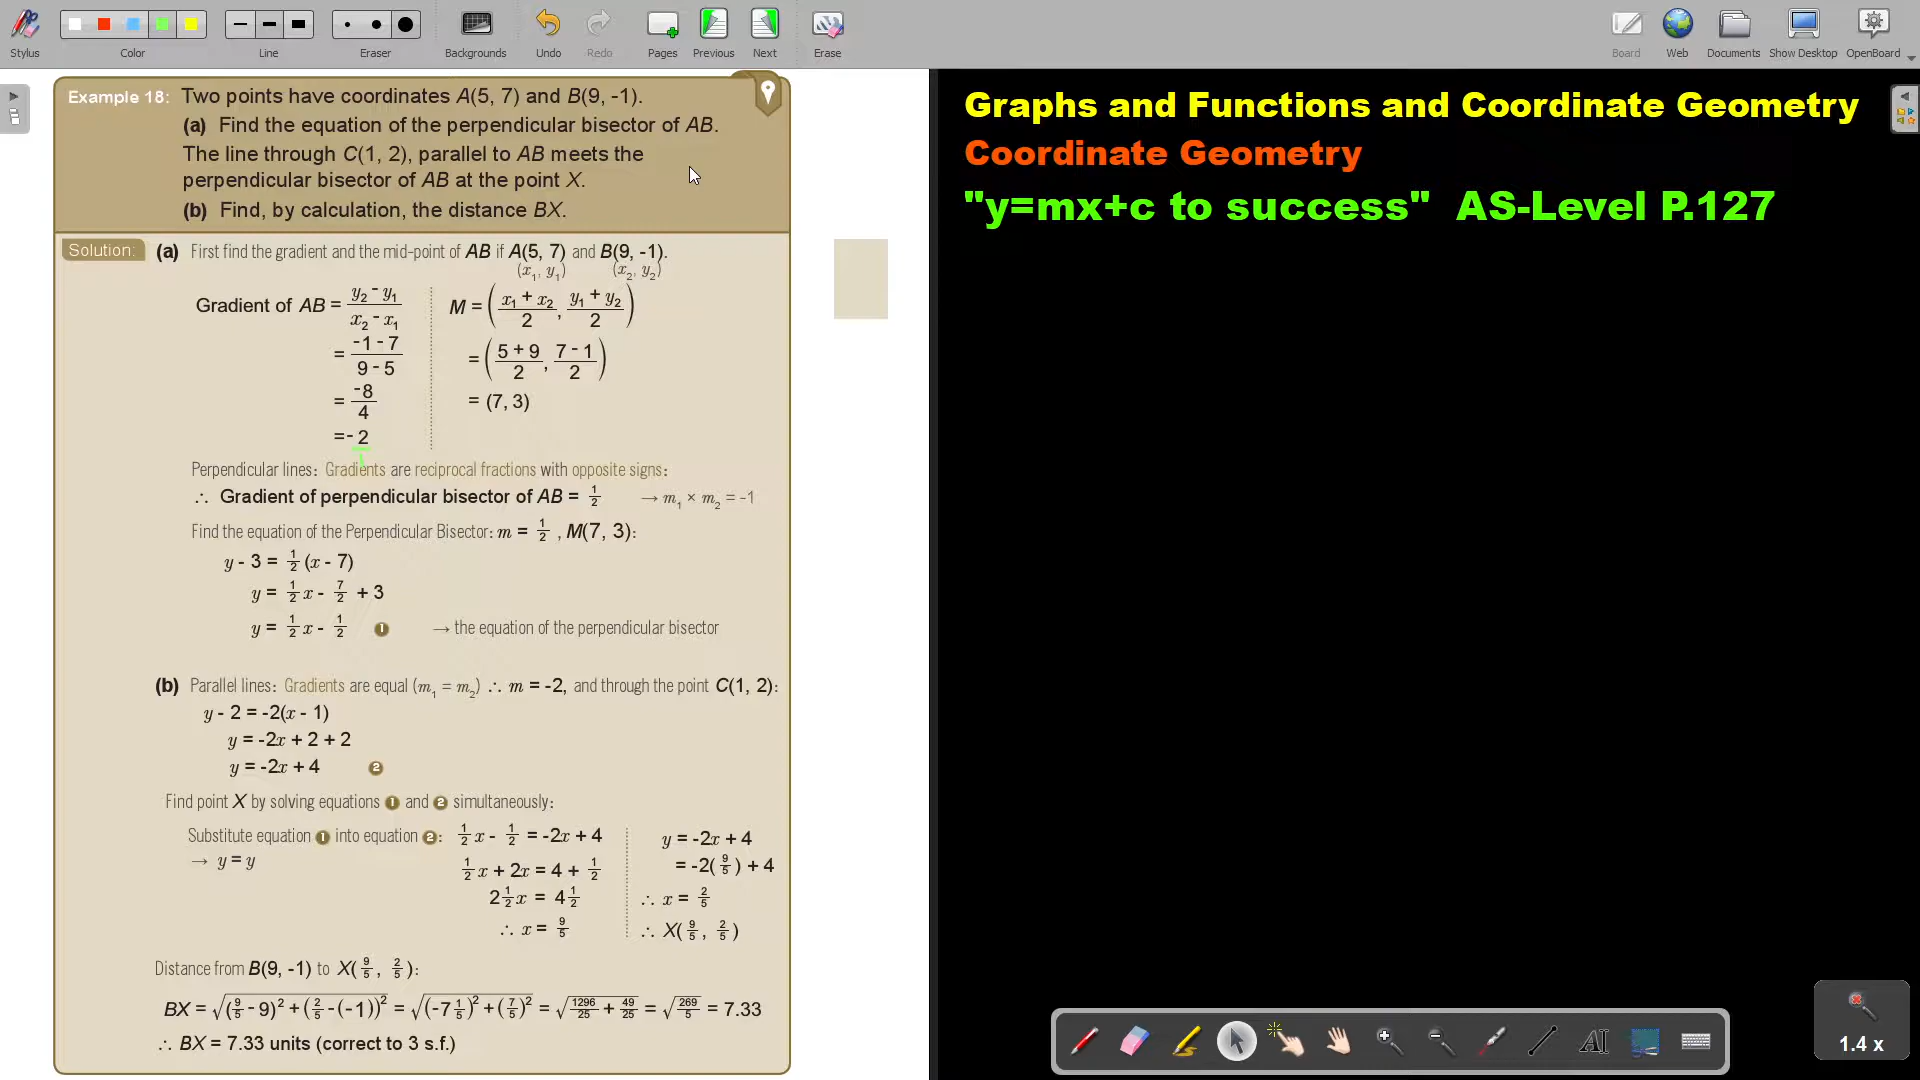 Stylus Color Line Eraser Backgrounds Undo Redo Pages Previous Next Erase Board Web Documents Show Desktop OpenBoard
Example 18: Two points have coordinates A(5, 7) and B(9, -1).
(a) Find the equation of the perpendicular bisector of AB.
The line through C(1, 2), parallel to AB meets the
perpendicular bisector of AB at the point X.
(b) Find, by calculation, the distance BX.
Solution: (a) First find the gradient and the mid-point of AB if A(5, 7) and B(9, -1).
(x₁, y₁) (x₂, y₂)
Gradient of AB = (y₂ - y₁)/(x₂ - x₁)
= (-1 - 7)/(9 - 5)
= -8/4
= -2
1
M = ((x₁ + x₂)/2, (y₁ + y₂)/2)
= ((5 + 9)/2, (7 - 1)/2)
= (7, 3)
Perpendicular lines: Gradients are reciprocal fractions with opposite signs:
∴ Gradient of perpendicular bisector of AB = 1/2 → m₁ × m₂ = -1
Find the equation of the Perpendicular Bisector: m = 1/2 , M(7, 3):
y - 3 = 1/2 (x - 7)
y = 1/2 x - 7/2 + 3
y = 1/2 x - 1/2 ❶ → the equation of the perpendicular bisector
(b) Parallel lines: Gradients are equal (m₁ = m₂) ∴ m = -2, and through the point C(1, 2):
y - 2 = -2(x - 1)
y = -2x + 2 + 2
y = -2x + 4 ❷
Find point X by solving equations ❶ and ❷ simultaneously:
Substitute equation ❶ into equation ❷:
→ y = y
1/2 x - 1/2 = -2x + 4
1/2 x + 2x = 4 + 1/2
2 1/2 x = 4 1/2
∴ x = 9/5
y = -2x + 4
= -2(9/5) + 4
∴ x = 2/5
∴ X(9/5, 2/5)
Distance from B(9, -1) to X(9/5, 2/5):
BX = √((9/5 - 9)² + (2/5 - (-1))²) = √((-7 1/5)² + (7/5)²) = √(1296/25 + 49/25) = √(269/5) = 7.33
∴ BX = 7.33 units (correct to 3 s.f.)
Graphs and Functions and Coordinate Geometry
Coordinate Geometry
"y=mx+c to success" AS-Level P.127
AI
1.4 x